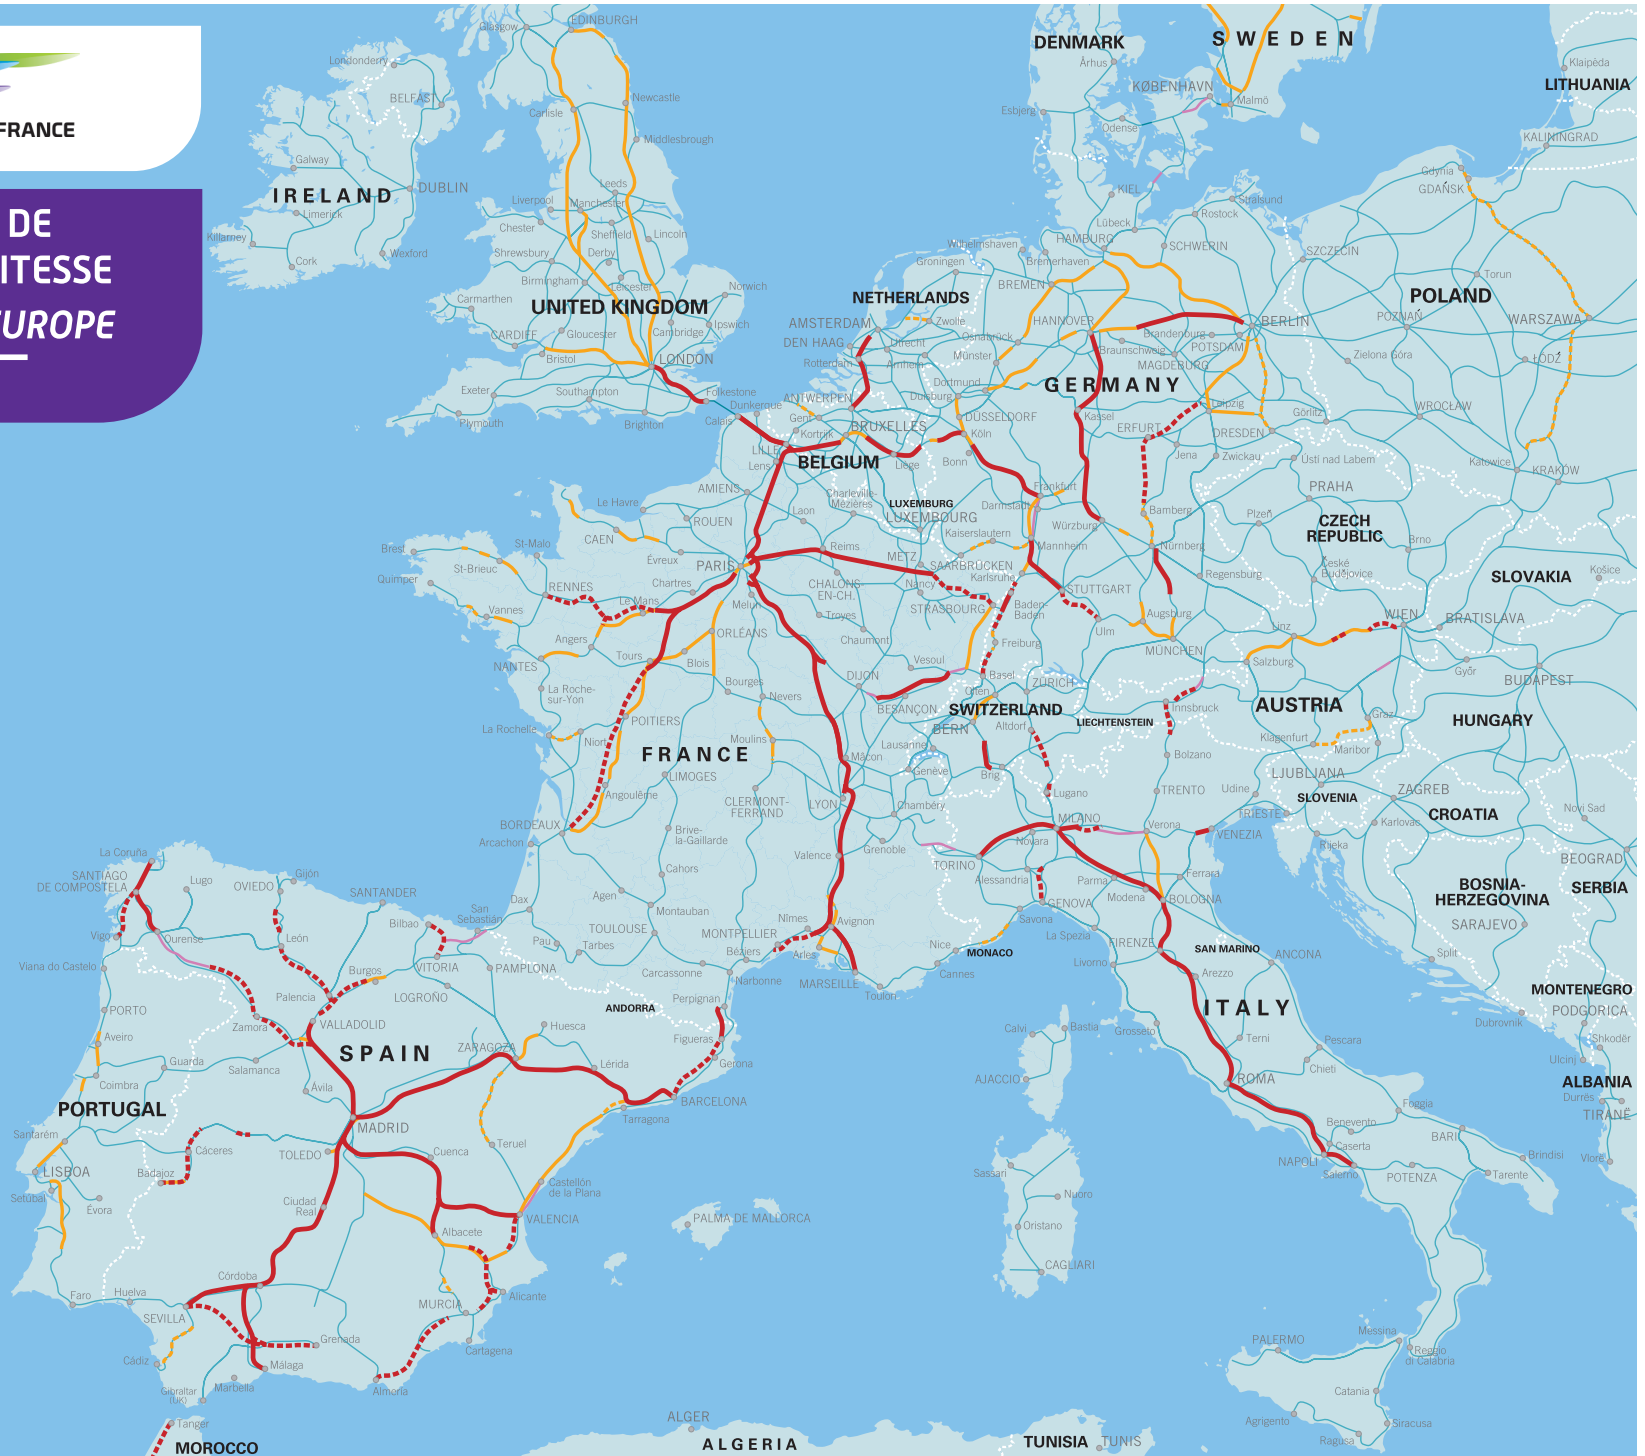 FRANCE
DE
ITESSE
EUROPE
Glasgow
EDINBURGH
Londonderry
BELFAST
Carlisle
Newcastle
Middlesbrough
Galway
DUBLIN
IRELAND
Limerick
Killarney
Cork
Wexford
Leeds
Liverpool
Manchester
Chester
Sheffield
Lincoln
Shrewsbury
Derby
Birmingham
Leicester
Norwich
Carmarthen
UNITED KINGDOM
CARDIFF
Gloucester
Cambridge
Ipswich
Bristol
LONDON
Exeter
Southampton
Folkestone
Plymouth
Brighton
DENMARK
SWEDEN
Århus
KØBENHAVN
Malmö
Esbjerg
Odense
Klaipèda
LITHUANIA
KALININGRAD
Gdynia
GDAŃSK
KIEL
Stralsund
Rostock
Lübeck
Wilhelmshaven
HAMBURG
SCHWERIN
SZCZECIN
Groningen
Bremerhaven
BREMEN
Torun
NETHERLANDS
POLAND
AMSTERDAM
Zwolle
HANNOVER
BERLIN
POZNAŃ
WARSZAWA
DEN HAAG
Utrecht
Osnabrück
Brandenburg
POTSDAM
Rotterdam
Arnhem
Münster
Braunschweig
MAGDEBURG
Zielona Góra
ŁÓDŹ
Dortmund
GERMANY
Dunkerque
ANTWERPEN
Duisburg
Calais
Gent
DÜSSELDORF
Kassel
Leipzig
Görlitz
WROCŁAW
Kortrijk
BRUXELLES
Köln
ERFURT
DRESDEN
LILLE
Lens
BELGIUM
Liege
Bonn
Jena
Zwickau
Ústí nad Labem
Katowice
KRAKÓW
AMIENS
Charleville-
Mézières
LUXEMBURG
LUXEMBOURG
Frankfurt
Darmstadt
PRAHA
Le Havre
ROUEN
Laon
Würzburg
Bamberg
Plzeň
CZECH
REPUBLIC
CAEN
Kaiserslautern
Mannheim
Nürnberg
Brno
Brest
St-Malo
Évreux
PARIS
Reims
METZ
SAARBRÜCKEN
Karlsruhe
Regensburg
České
Budějovice
SLOVAKIA
Košice
St-Brieuc
Quimper
RENNES
Chartres
CHALONS-
EN-CH.
Nancy
STRASBOURG
Baden-
Baden
STUTTGART
Vannes
Le Mans
Melun
Troyes
Ulm
Augsburg
Linz
WIEN
BRATISLAVA
Angers
ORLÉANS
Chaumont
Freiburg
MÜNCHEN
Salzburg
NANTES
Tours
Blois
Vesoul
Basel
Győr
BUDAPEST
La Roche-
sur-Yon
Bourges
Nevers
DIJON
BESANÇON
Olten
ZÜRICH
SWITZERLAND
LIECHTENSTEIN
Innsbruck
AUSTRIA
HUNGARY
La Rochelle
Niort
POITIERS
Moulins
BERN
Altdorf
Graz
Lausanne
Klagenfurt
Maribor
FRANCE
Mâcon
Genève
Brig
Bolzano
LIMOGES
LJUBLJANA
Angoulême
CLERMONT-
FERRAND
LYON
Chambéry
Lugano
TRENTO
Udine
SLOVENIA
ZAGREB
Novi Sad
BORDEAUX
Arcachon
Brive-
la-Gaillarde
MILANO
Novara
Verona
VENEZIA
TRIESTE
Rijeka
Karlovac
CROATIA
Valence
Grenoble
TORINO
BEOGRAD
Cahors
Alessandria
Parma
Modena
Ferrara
BOLOGNA
BOSNIA-
HERZEGOVINA
SERBIA
SARAJEVO
Agen
Montauban
GENOVA
Savona
La Spezia
Dax
TOULOUSE
Nîmes
Avignon
MONTPELLIER
Arles
Nice
MONACO
FIRENZE
SAN MARINO
ANCONA
Split
Pau
Tarbes
Béziers
Carcassonne
Narbonne
MARSEILLE
Toulon
Cannes
Livorno
Arezzo
MONTENEGRO
PODGORICA
Perpignan
ANDORRA
Calvi
Bastia
Grosseto
ITALY
Terni
Pescara
Chieti
Dubrovnik
Shkodër
Ulcinj
AJACCIO
ROMA
ALBANIA
Durrës
TIRANË
Foggia
Benevento
Caserta
BARI
Brindisi
Vlorë
NAPOLI
Salerno
POTENZA
Tarente
Sassari
Nuoro
Oristano
CAGLIARI
PALERMO
Messina
Reggio
di Calabria
Catania
Agrigento
Siracusa
Ragusa
La Coruña
SANTIAGO
DE COMPOSTELA
Lugo
OVIEDO
Gijón
SANTANDER
Bilbao
San
Sebastián
Vigo
Ourense
León
VITORIA
PAMPLONA
Viana do Castelo
Burgos
LOGROÑO
Palencia
PORTO
Zamora
VALLADOLID
Huesca
Figueras
Gerona
Aveiro
SPAIN
ZARAGOZA
Lérida
Guarda
Salamanca
Coimbra
Ávila
BARCELONA
Tarragona
PORTUGAL
MADRID
Santarém
Cáceres
TOLEDO
Cuenca
Teruel
LISBOA
Badajoz
Castellón
de la Plana
Setúbal
Évora
Ciudad
Real
VALENCIA
PALMA DE MALLORCA
Albacete
Córdoba
Alicante
Faro
Huelva
SEVILLA
MURCIA
Cartagena
Grenada
Cádiz
Málaga
Marbella
Almería
Gibraltar
(UK)
Tanger
MOROCCO
ALGER
ALGERIA
TUNISIA
TUNIS